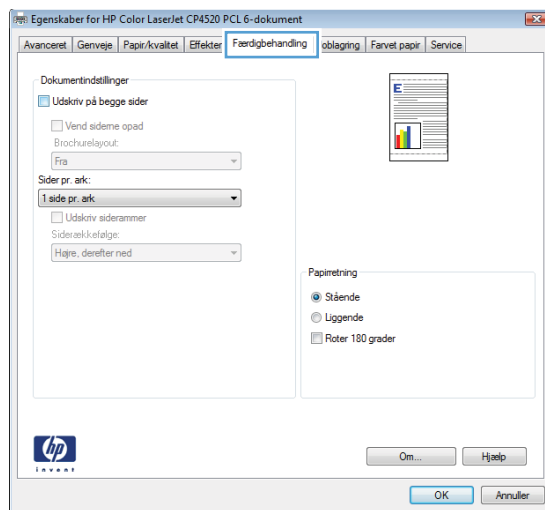 Egenskaber for HP Color LaserJet CP4520 PCL 6-dokument
Avanceret Genveje Papir/kvalitet Effekter Færdigbehandling oblagring Farvet papir Service
Dokumentindstillinger
Udskriv på begge sider
Vend siderne opad
Brochurelayout:
Fra
Sider pr. ark:
1 side pr. ark
Udskriv siderammer
Siderækkefølge:
Højre, derefter ned
E
Papirretning
Stående
Liggende
Roter 180 grader
hp
invent
Om... Hjælp
OK Annuller